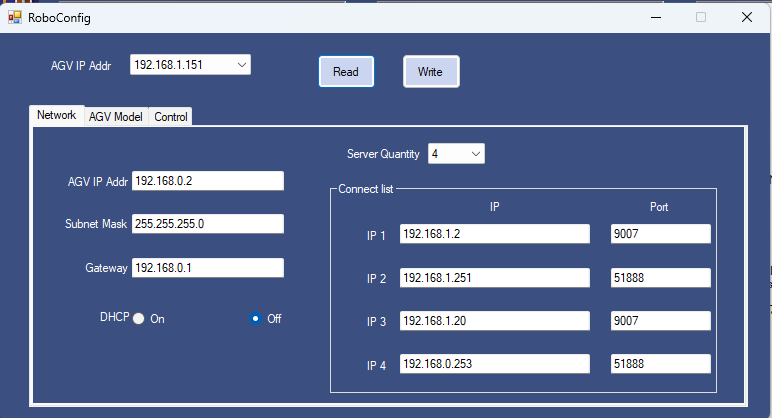 RoboConfig
AGV IP Addr 192.168.1.151 Read Write
Network AGV Model Control
Server Quantity 4
AGV IP Addr 192.168.0.2
Subnet Mask 255.255.255.0
Gateway 192.168.0.1
DHCP On Off
Connect list
IP Port
IP 1 192.168.1.2 9007
IP 2 192.168.1.251 51888
IP 3 192.168.1.20 9007
IP 4 192.168.0.253 51888